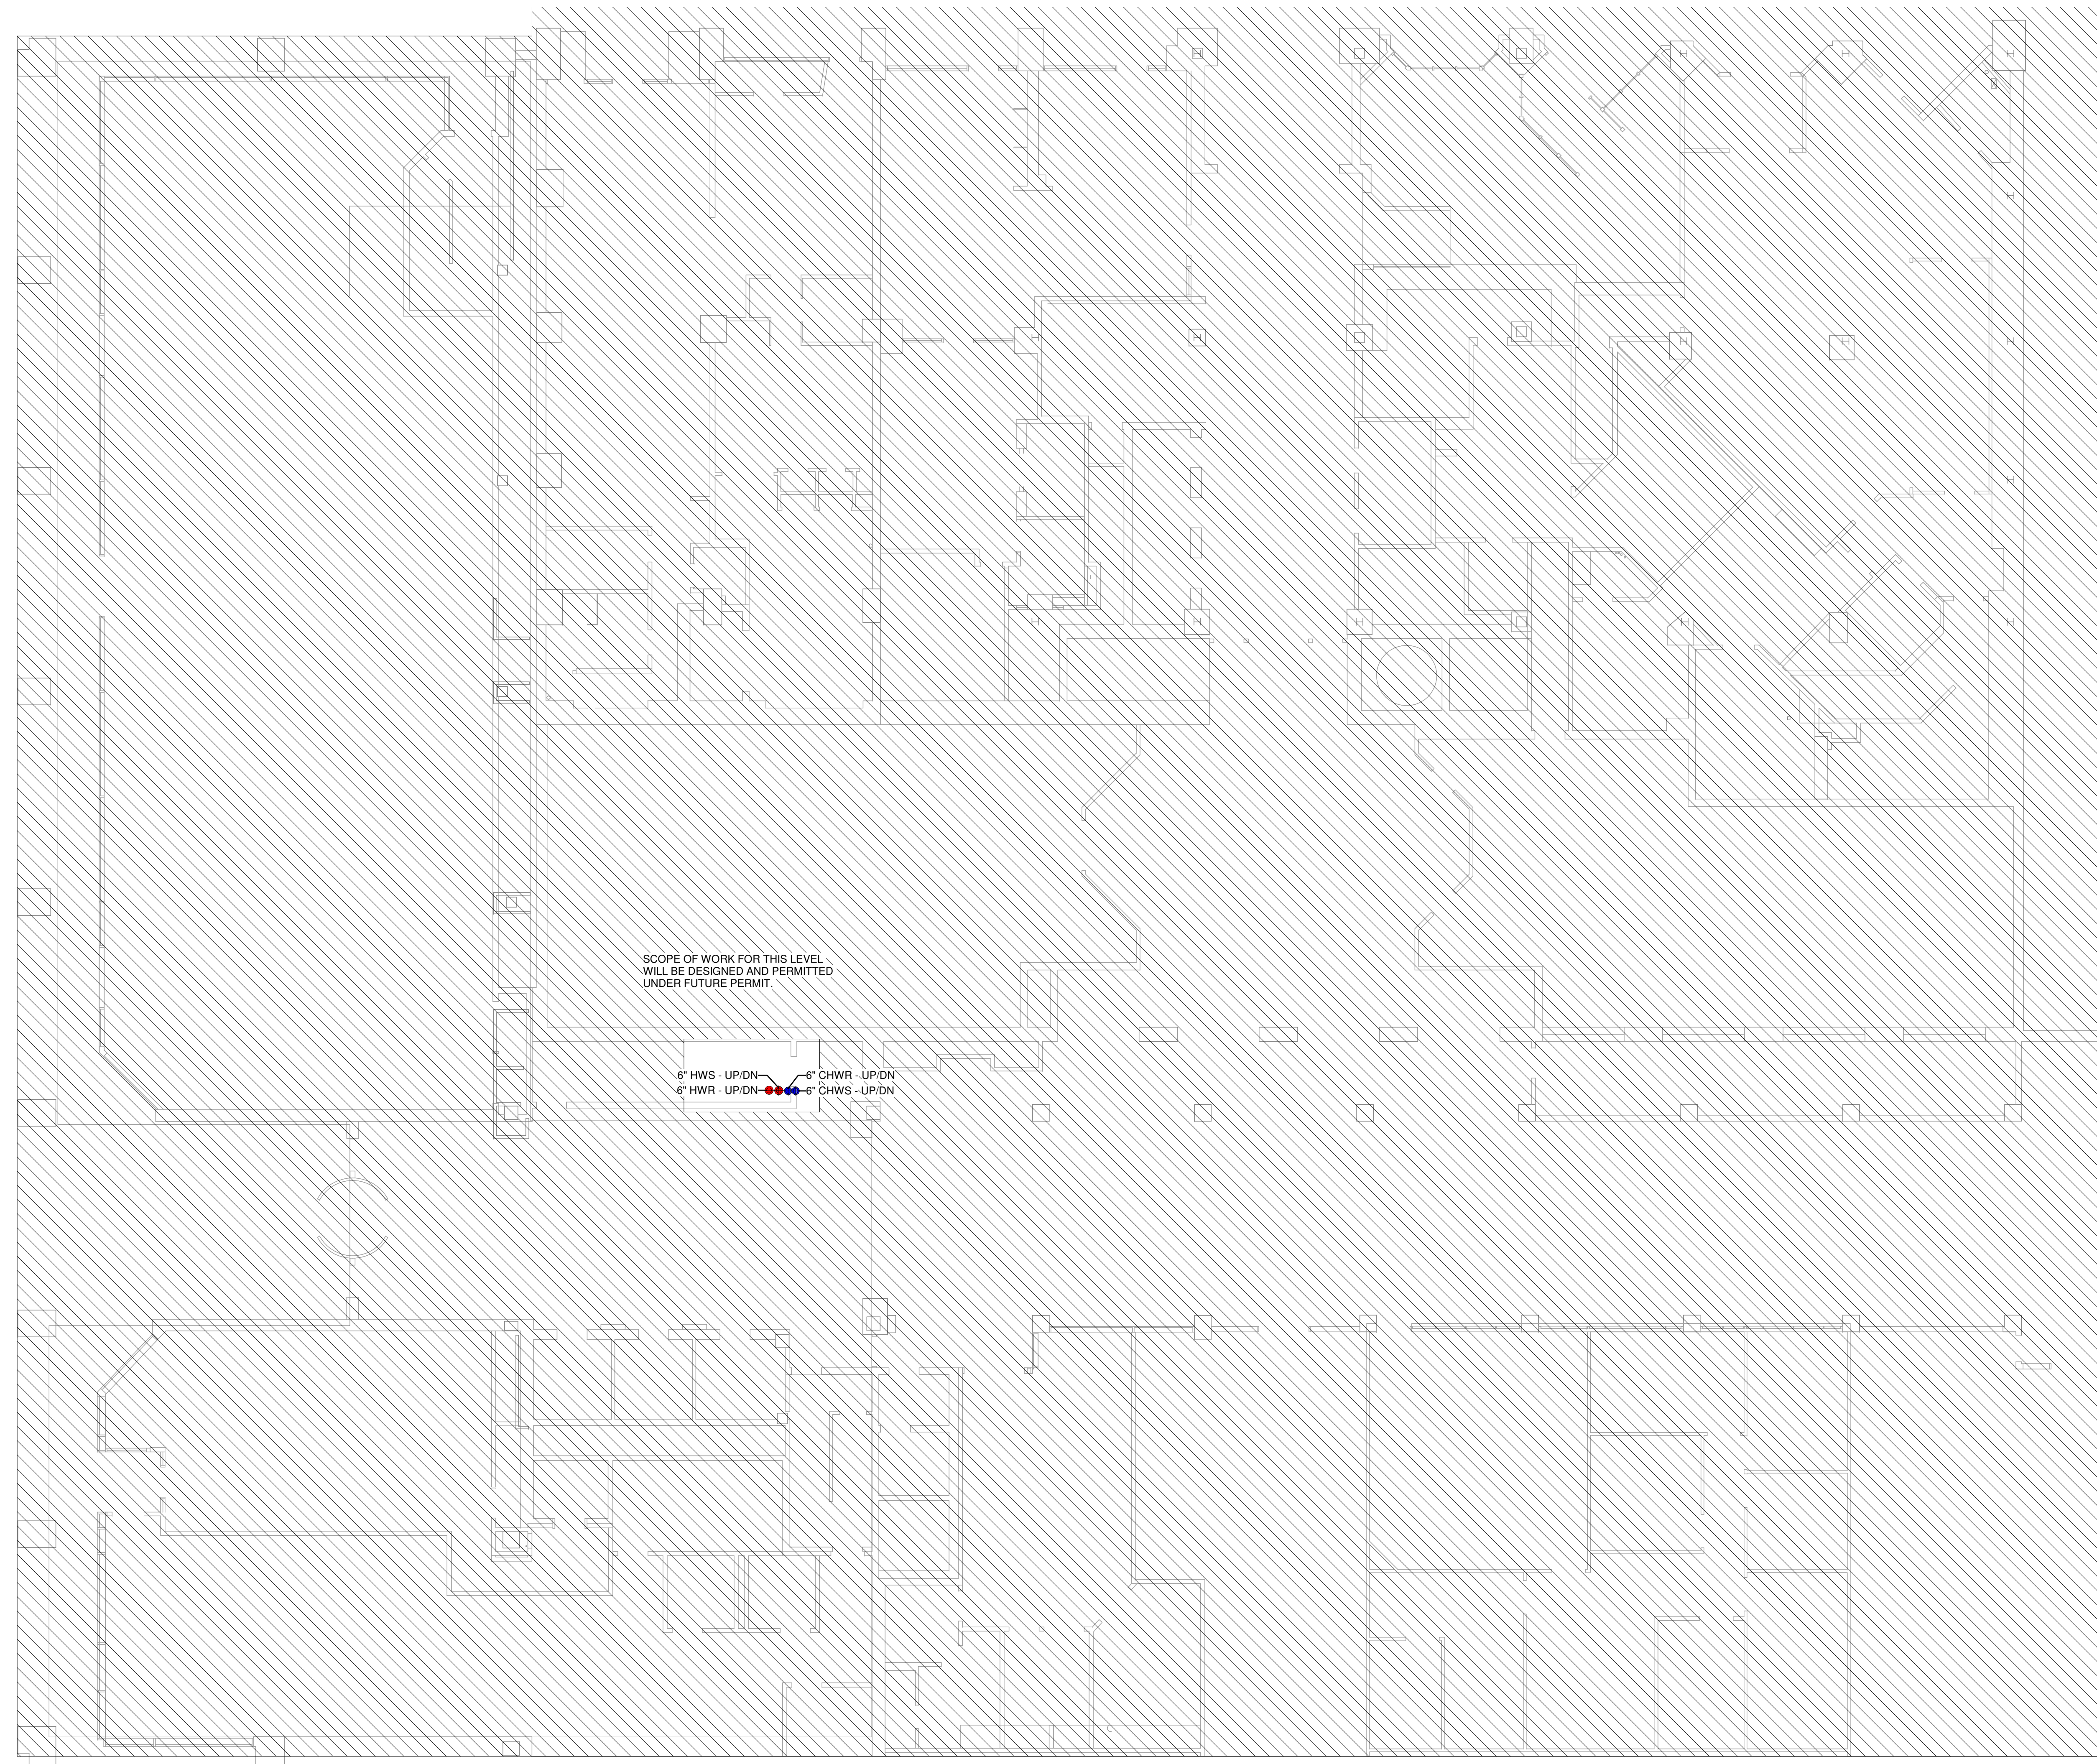 SCOPE OF WORK FOR THIS LEVEL
WILL BE DESIGNED AND PERMITTED
UNDER FUTURE PERMIT.
6" HWS - UP/DN
6" CHWR - UP/DN
6" HWR - UP/DN
6" CHWS - UP/DN